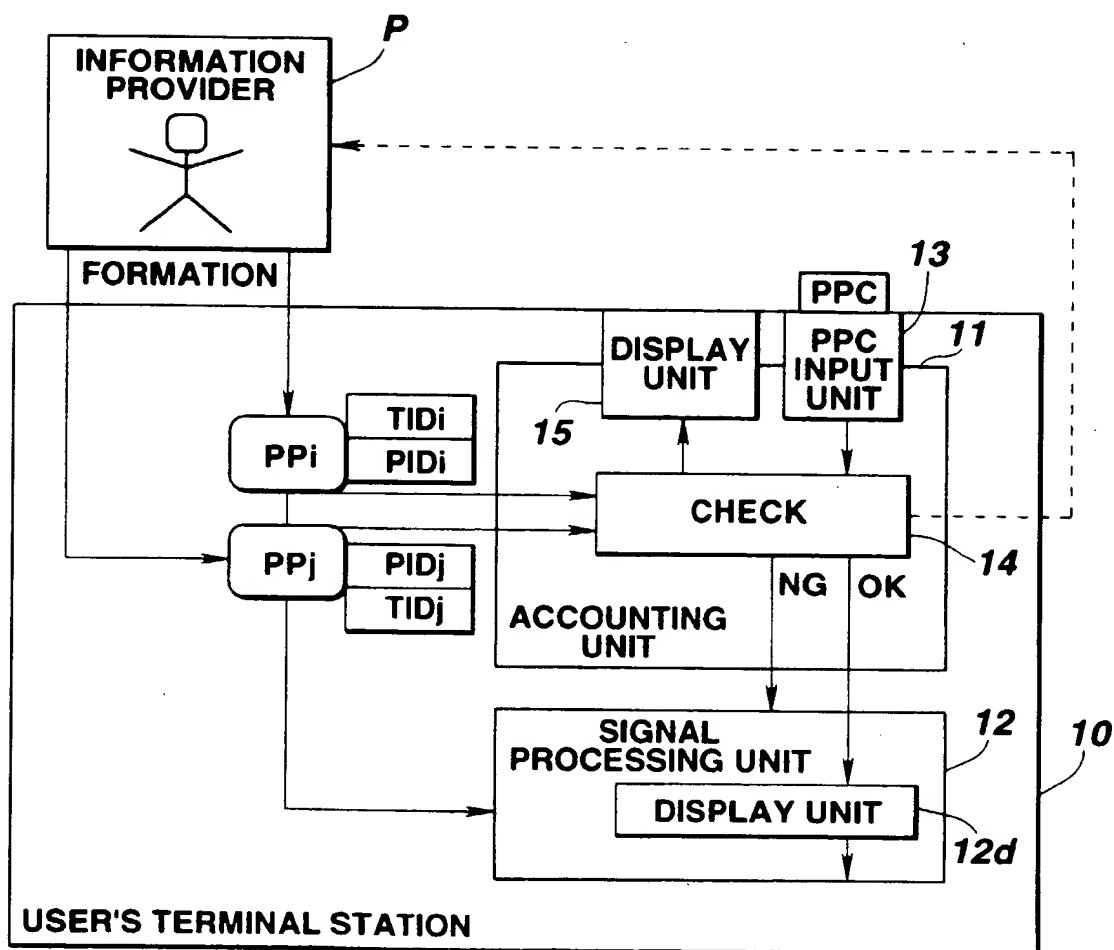 P
INFORMATION
PROVIDER
FORMATION
13
PPC
11
DISPLAY
UNIT
PPC
INPUT
UNIT
15
TIDi
PPi
PIDi
CHECK
PPj
PIDj
TIDj
14
NG
OK
ACCOUNTING
UNIT
SIGNAL
PROCESSING UNIT
12
10
DISPLAY UNIT
12d
USER'S TERMINAL STATION